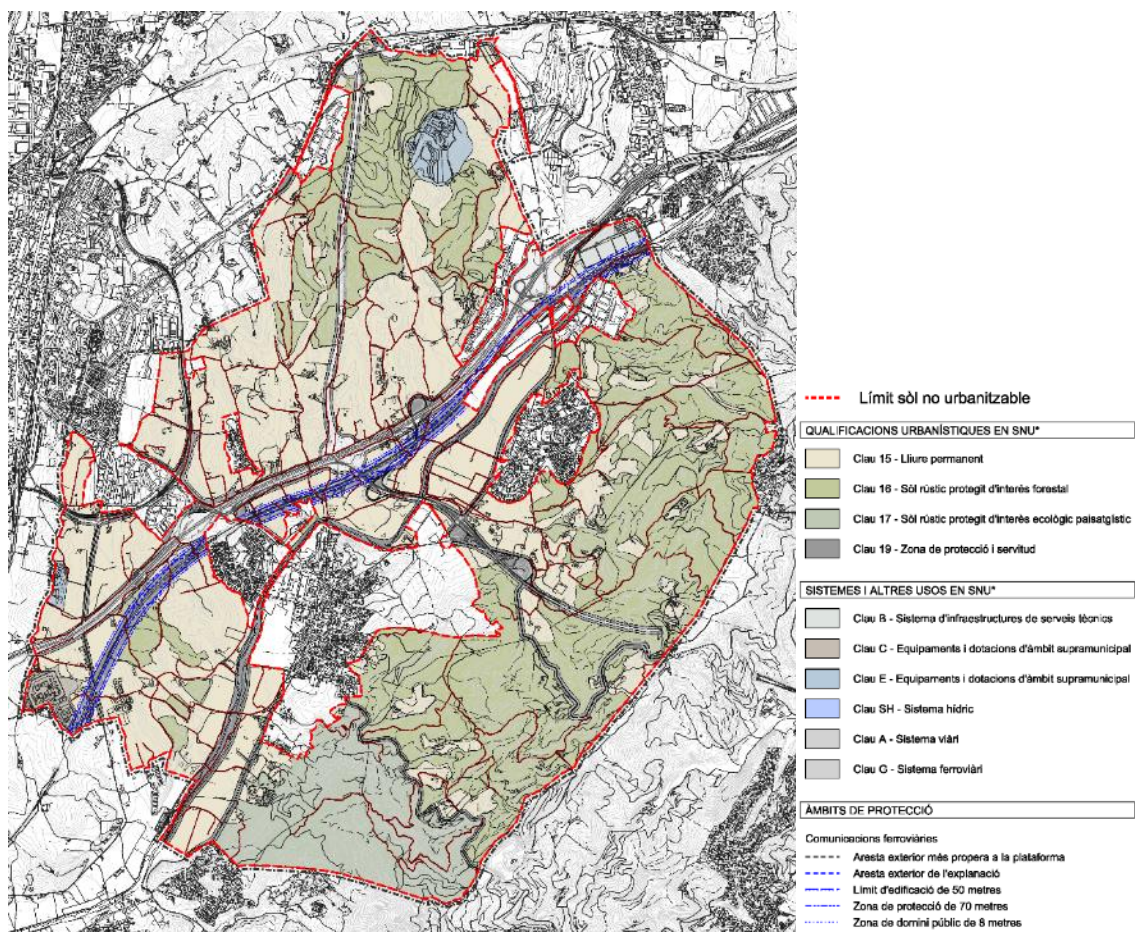 Límit sòl no urbanitzable
QUALIFICACIONS URBANÍSTIQUES EN SNU*
Clau 15 - Lliure permanent
Clau 16 - Sòl rústic protegit d'interés forestal
Clau 17 - Sòl rústic protegit d'interés ecològic paisatgístic
Clau 19 - Zona de protecció i servitud
SISTEMES I ALTRES USOS EN SNU*
Clau B - Sistema d'infraestructures de serveis tècnics
Clau C - Equipaments i dotacions d'àmbit supramunicipal
Clau E - Equipaments i dotacions d'àmbit supramunicipal
Clau SH - Sistema hídric
Clau A - Sistema viàri
Clau G - Sistema ferroviàri
ÀMBITS DE PROTECCIÓ
Comunicacions ferroviàries
Aresta exterior més propera a la plataforma
Aresta exterior de l'explanació
Límit d'edificació de 50 metres
Zona de protecció de 70 metres
Zona de domini públic de 8 metres